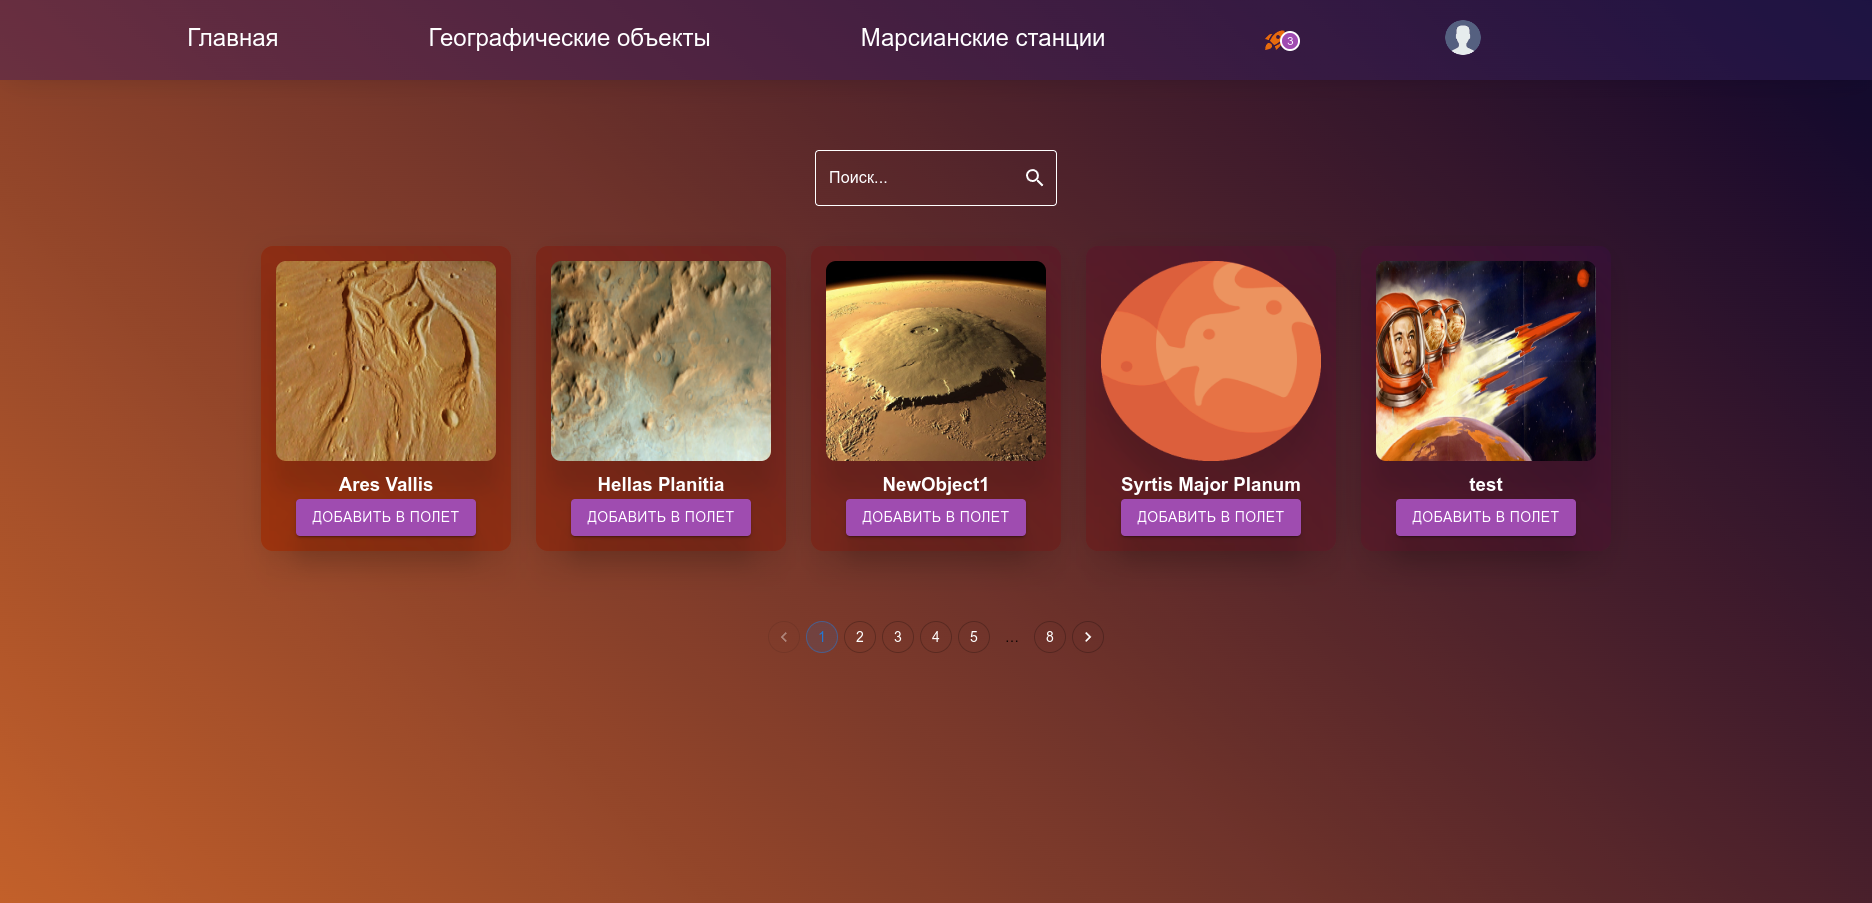 Главная
Географические объекты
Марсианские станции
3
Поиск...
Ares Vallis
ДОБАВИТЬ В ПОЛЕТ
Hellas Planitia
ДОБАВИТЬ В ПОЛЕТ
NewObject1
ДОБАВИТЬ В ПОЛЕТ
Syrtis Major Planum
ДОБАВИТЬ В ПОЛЕТ
test
ДОБАВИТЬ В ПОЛЕТ
1 2 3 4 5 ... 8